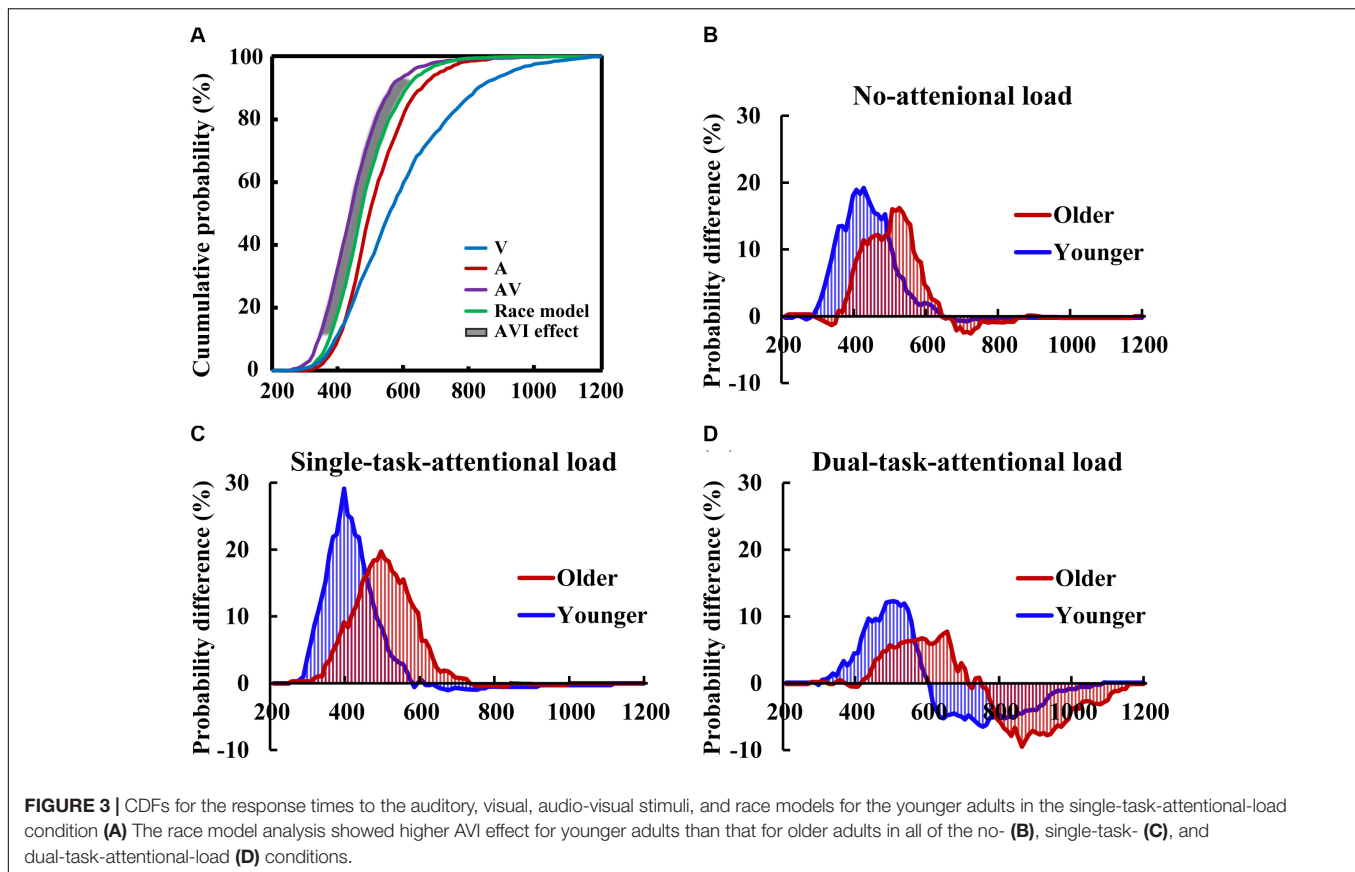 A
Cuumulative probability (%)
100
80
60
40
20
0
200 400 600 800 1000 1200
V
A
AV
Race model
AVI effect
B
No-attenional load
Probability difference (%)
30
20
10
0
-10
200 400 600 800 1000 1200
Older
Younger
C
Single-task-attentional load
Probability difference (%)
30
20
10
0
-10
200 400 600 800 1000 1200
Older
Younger
D
Dual-task-attentional load
Probability difference (%)
30
20
10
0
-10
200 400 600 800 1000 1200
Older
Younger
FIGURE 3 | CDFs for the response times to the auditory, visual, audio-visual stimuli, and race models for the younger adults in the single-task-attentional-load
condition (A) The race model analysis showed higher AVI effect for younger adults than that for older adults in all of the no- (B), single-task- (C), and
dual-task-attentional-load (D) conditions.